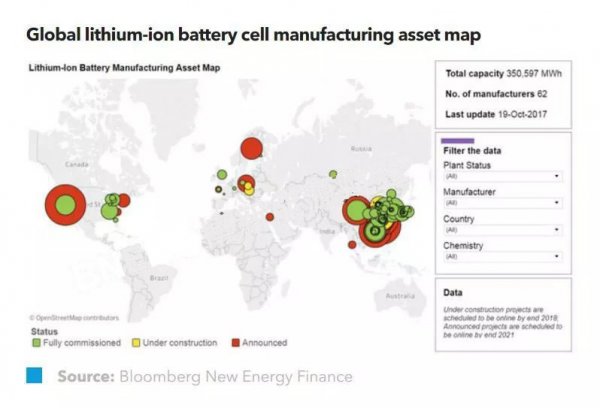 Global lithium-ion battery cell manufacturing asset map
Lithium-Ion Battery Manufacturing Asset Map
Total capacity 350,597 MWh
No. of manufacturers 62
Last update 19-Oct-2017
Filter the data
Plant Status
(All)
Manufacturer
(All)
Country
(All)
Chemistry
(All)
Data
Under construction projects are
scheduled to be online by end 2018;
Announced projects are scheduled to
be online by end 2021
Canada
Russia
India
Brazil
Australia
© OpenStreetMap contributors
Status
Fully commissioned
Under construction
Announced
Source: Bloomberg New Energy Finance